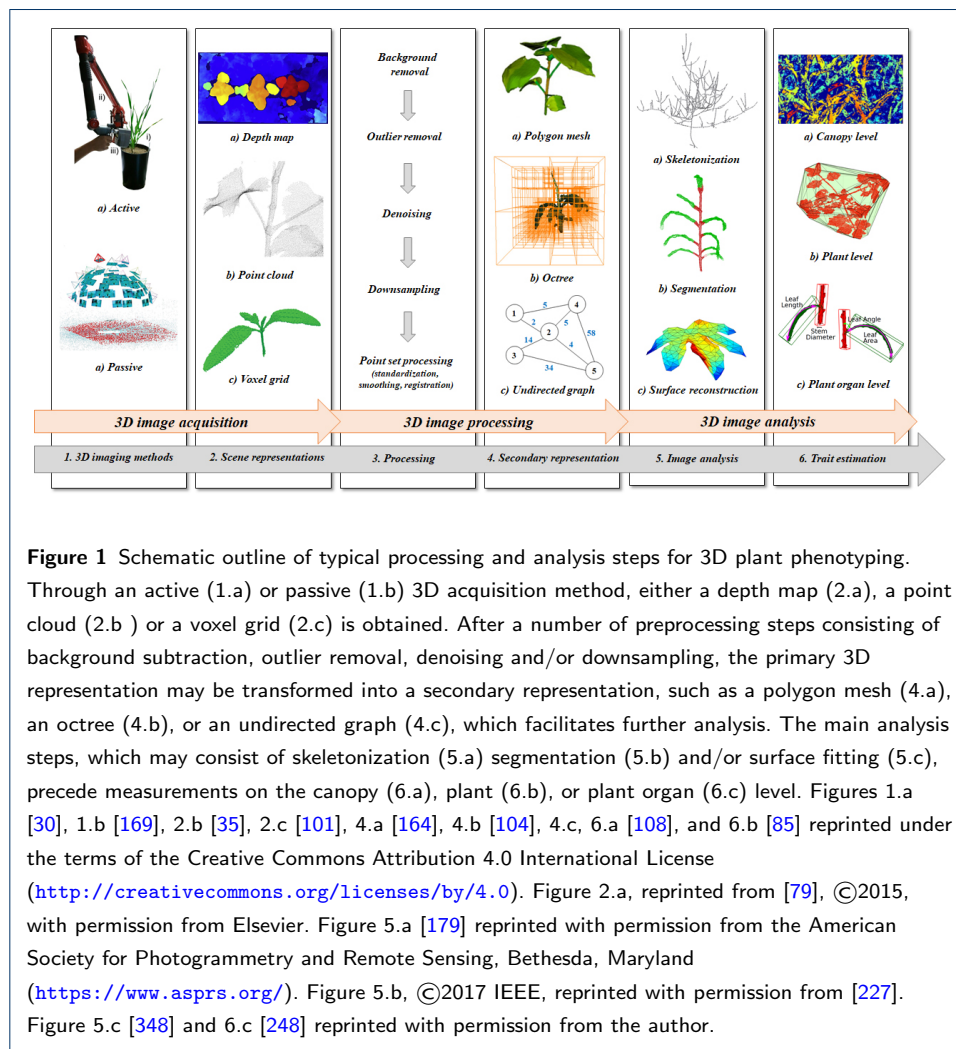 ii)
i)
iii)
a) Active
a) Passive
a) Depth map
b) Point cloud
c) Voxel grid
Background
removal
Outlier removal
Denoising
Downsampling
Point set processing
(standardization,
smoothing, registration)
a) Polygon mesh
b) Octree
1
5
4
2
5
2
58
14
3
4
34
5
c) Undirected graph
a) Skeletonization
b) Segmentation
c) Surface reconstruction
a) Canopy level
b) Plant level
Leaf
Length
Stem
Diameter
Leaf Angle
Leaf
Area
c) Plant organ level
3D image acquisition
3D image processing
3D image analysis
1. 3D imaging methods
2. Scene representations
3. Processing
4. Secondary representation
5. Image analysis
6. Trait estimation
Figure 1 Schematic outline of typical processing and analysis steps for 3D plant phenotyping.
Through an active (1.a) or passive (1.b) 3D acquisition method, either a depth map (2.a), a point
cloud (2.b ) or a voxel grid (2.c) is obtained. After a number of preprocessing steps consisting of
background subtraction, outlier removal, denoising and/or downsampling, the primary 3D
representation may be transformed into a secondary representation, such as a polygon mesh (4.a),
an octree (4.b), or an undirected graph (4.c), which facilitates further analysis. The main analysis
steps, which may consist of skeletonization (5.a) segmentation (5.b) and/or surface fitting (5.c),
precede measurements on the canopy (6.a), plant (6.b), or plant organ (6.c) level. Figures 1.a
[30], 1.b [169], 2.b [35], 2.c [101], 4.a [164], 4.b [104], 4.c, 6.a [108], and 6.b [85] reprinted under
the terms of the Creative Commons Attribution 4.0 International License
(http://creativecommons.org/licenses/by/4.0). Figure 2.a, reprinted from [79], ©2015,
with permission from Elsevier. Figure 5.a [179] reprinted with permission from the American
Society for Photogrammetry and Remote Sensing, Bethesda, Maryland
(https://www.asprs.org/). Figure 5.b, ©2017 IEEE, reprinted with permission from [227].
Figure 5.c [348] and 6.c [248] reprinted with permission from the author.